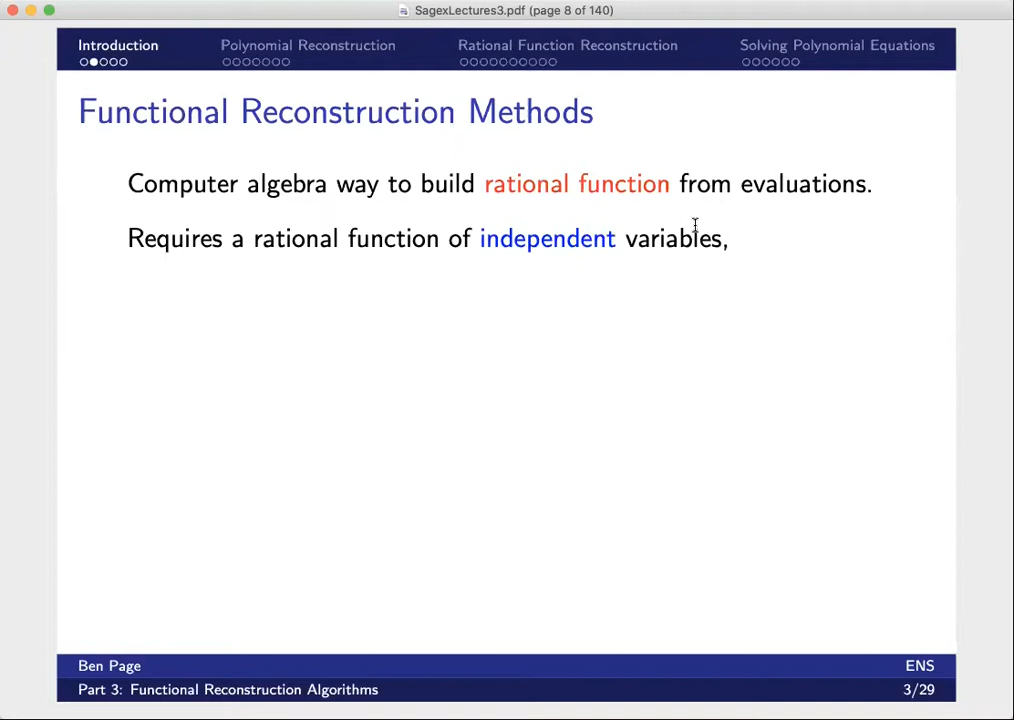 SagexLectures3.pdf (page 8 of 140)
Introduction Polynomial Reconstruction Rational Function Reconstruction Solving Polynomial Equations
Functional Reconstruction Methods
Computer algebra way to build rational function from evaluations.
Requires a rational function of independent variables,
Ben Page ENS
Part 3: Functional Reconstruction Algorithms 3/29